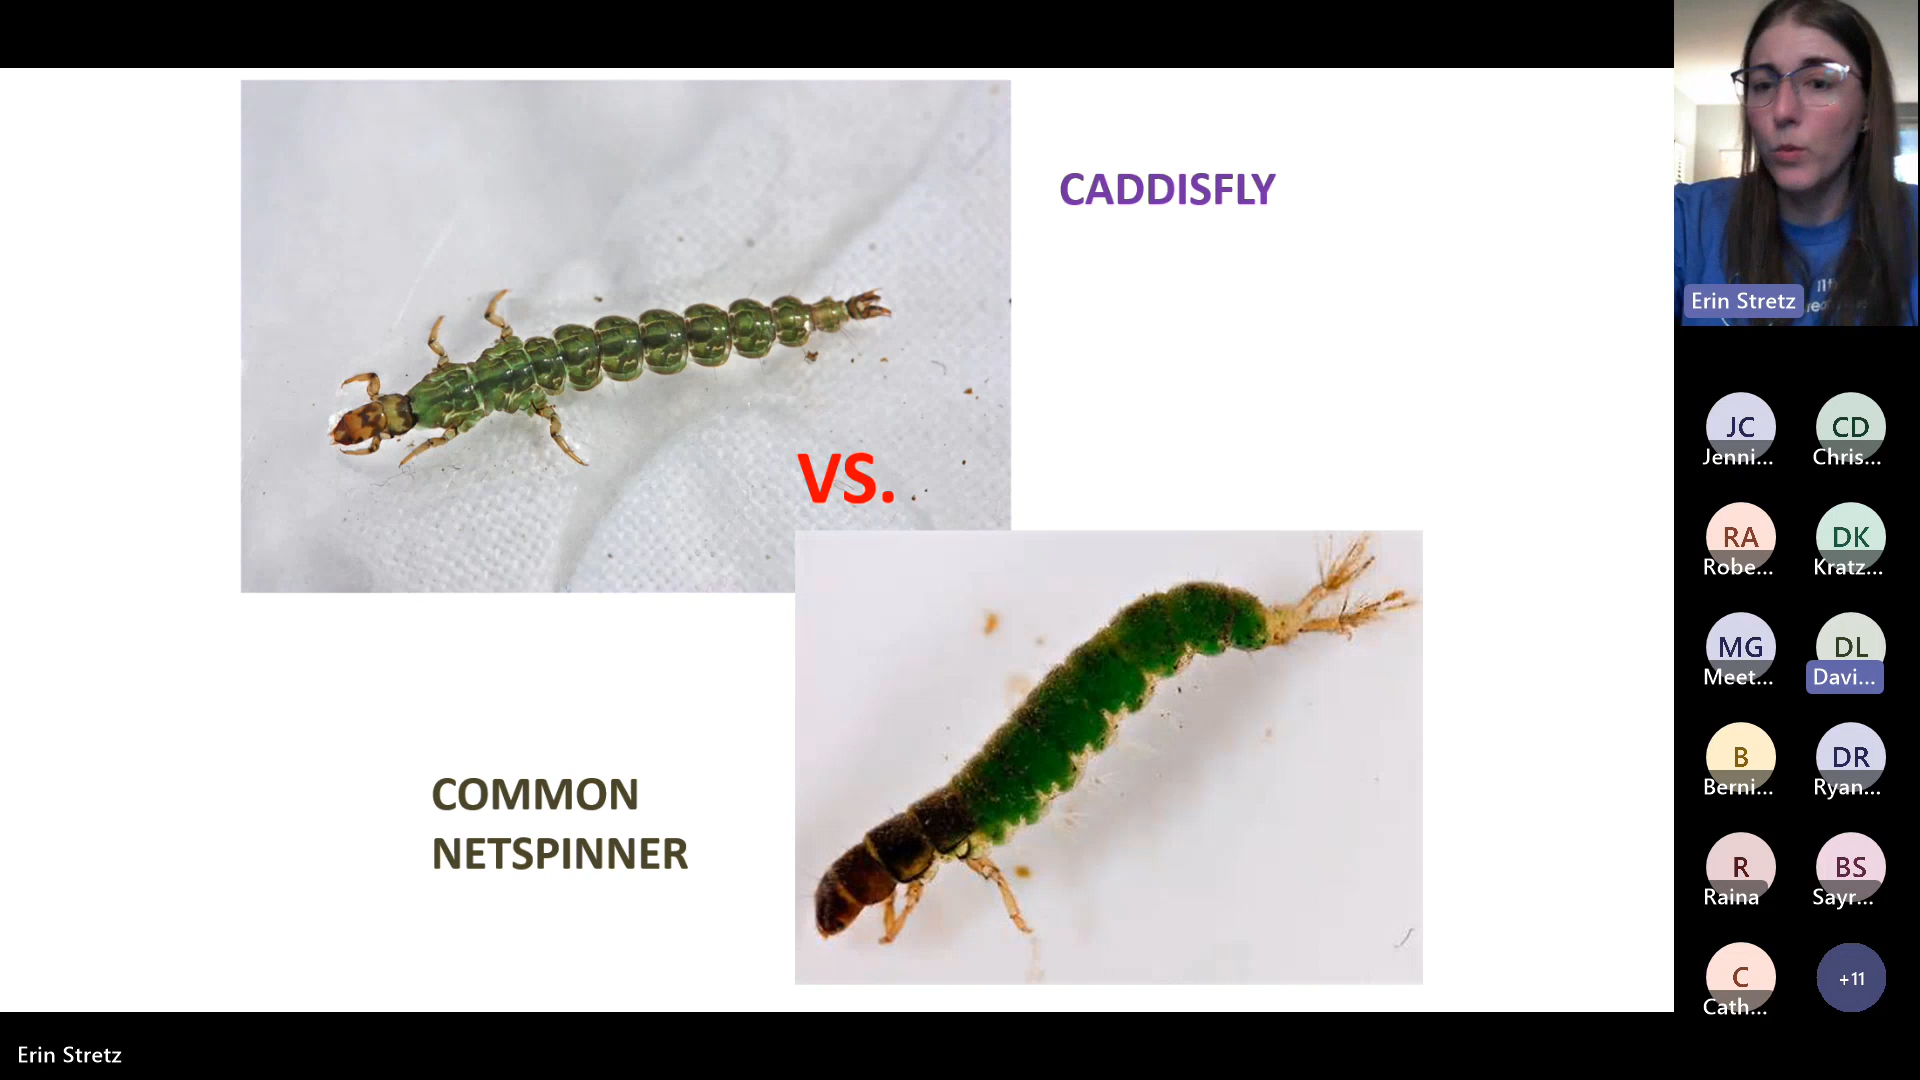 CADDISFLY
VS.
COMMON
NETSPINNER
Erin Stretz
JC
Jenni...
CD
Chris...
RA
Robe...
DK
Kratz...
MG
Meet...
DL
Davi...
B
Berni...
DR
Ryan...
R
Raina
BS
Sayr...
C
Cath...
+11
Erin Stretz